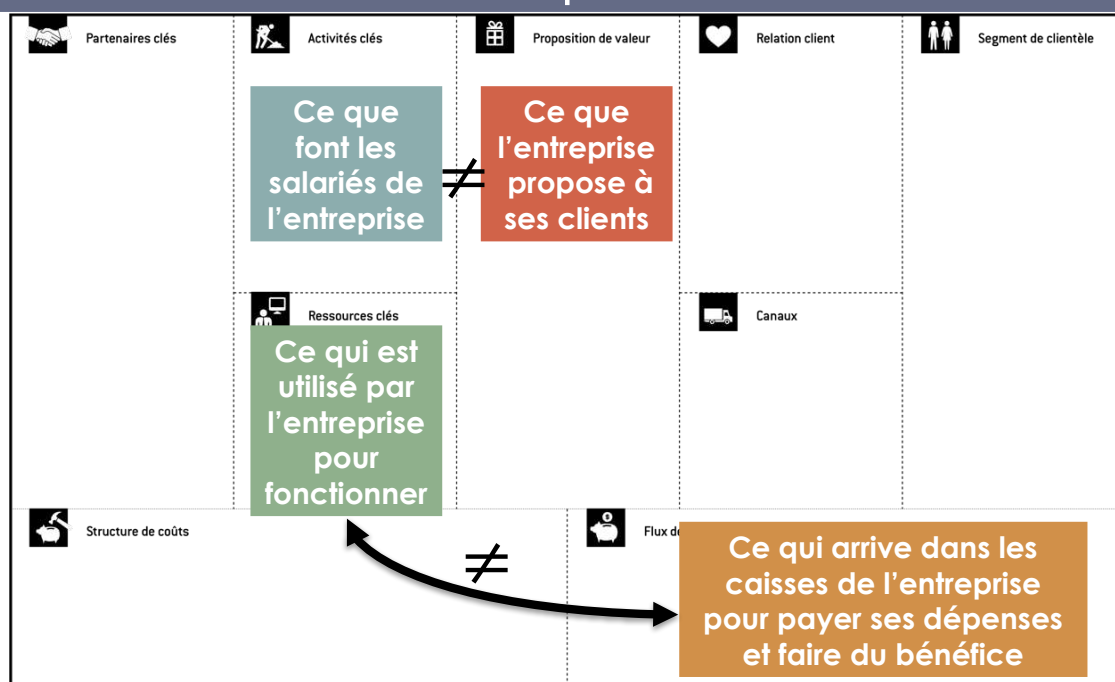 Partenaires clés
Activités clés
Proposition de valeur
Relation client
Segment de clientèle
Ce que
font les
salariés de
l’entreprise
≠
Ce que
l’entreprise
propose à
ses clients
Ressources clés
Canaux
Ce qui est
utilisé par
l’entreprise
pour
fonctionner
Structure de coûts
≠
Flux
Ce qui arrive dans les
caisses de l’entreprise
pour payer ses dépenses
et faire du bénéfice